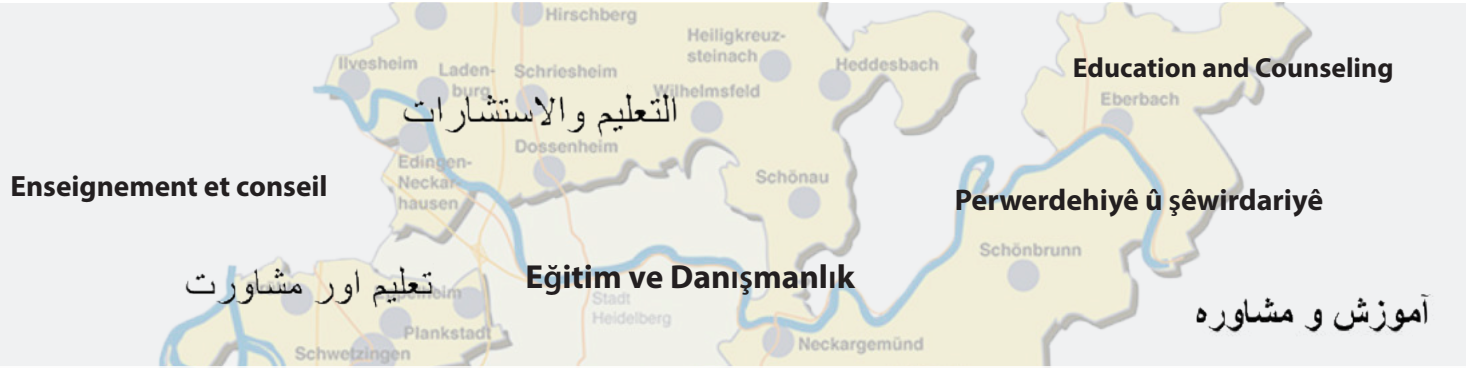 Hirschberg
Heiligkreuz-
steinach
Ilvesheim
Laden-
burg
Schriesheim
Heddesbach
Education and Counseling
Wilhelmsfeld
Eberbach
التعليم والاستشارات
Dossenheim
Edingen-
Neckar-
hausen
Enseignement et conseil
Schönau
Perwerdehiyê û şêwirdariyê
Schönbrunn
تعلیم اور مشاورت
Eğitim ve Danışmanlık
Stadt
Heidelberg
آموزش و مشاوره
Plankstadt
Schwetzingen
Neckargemünd